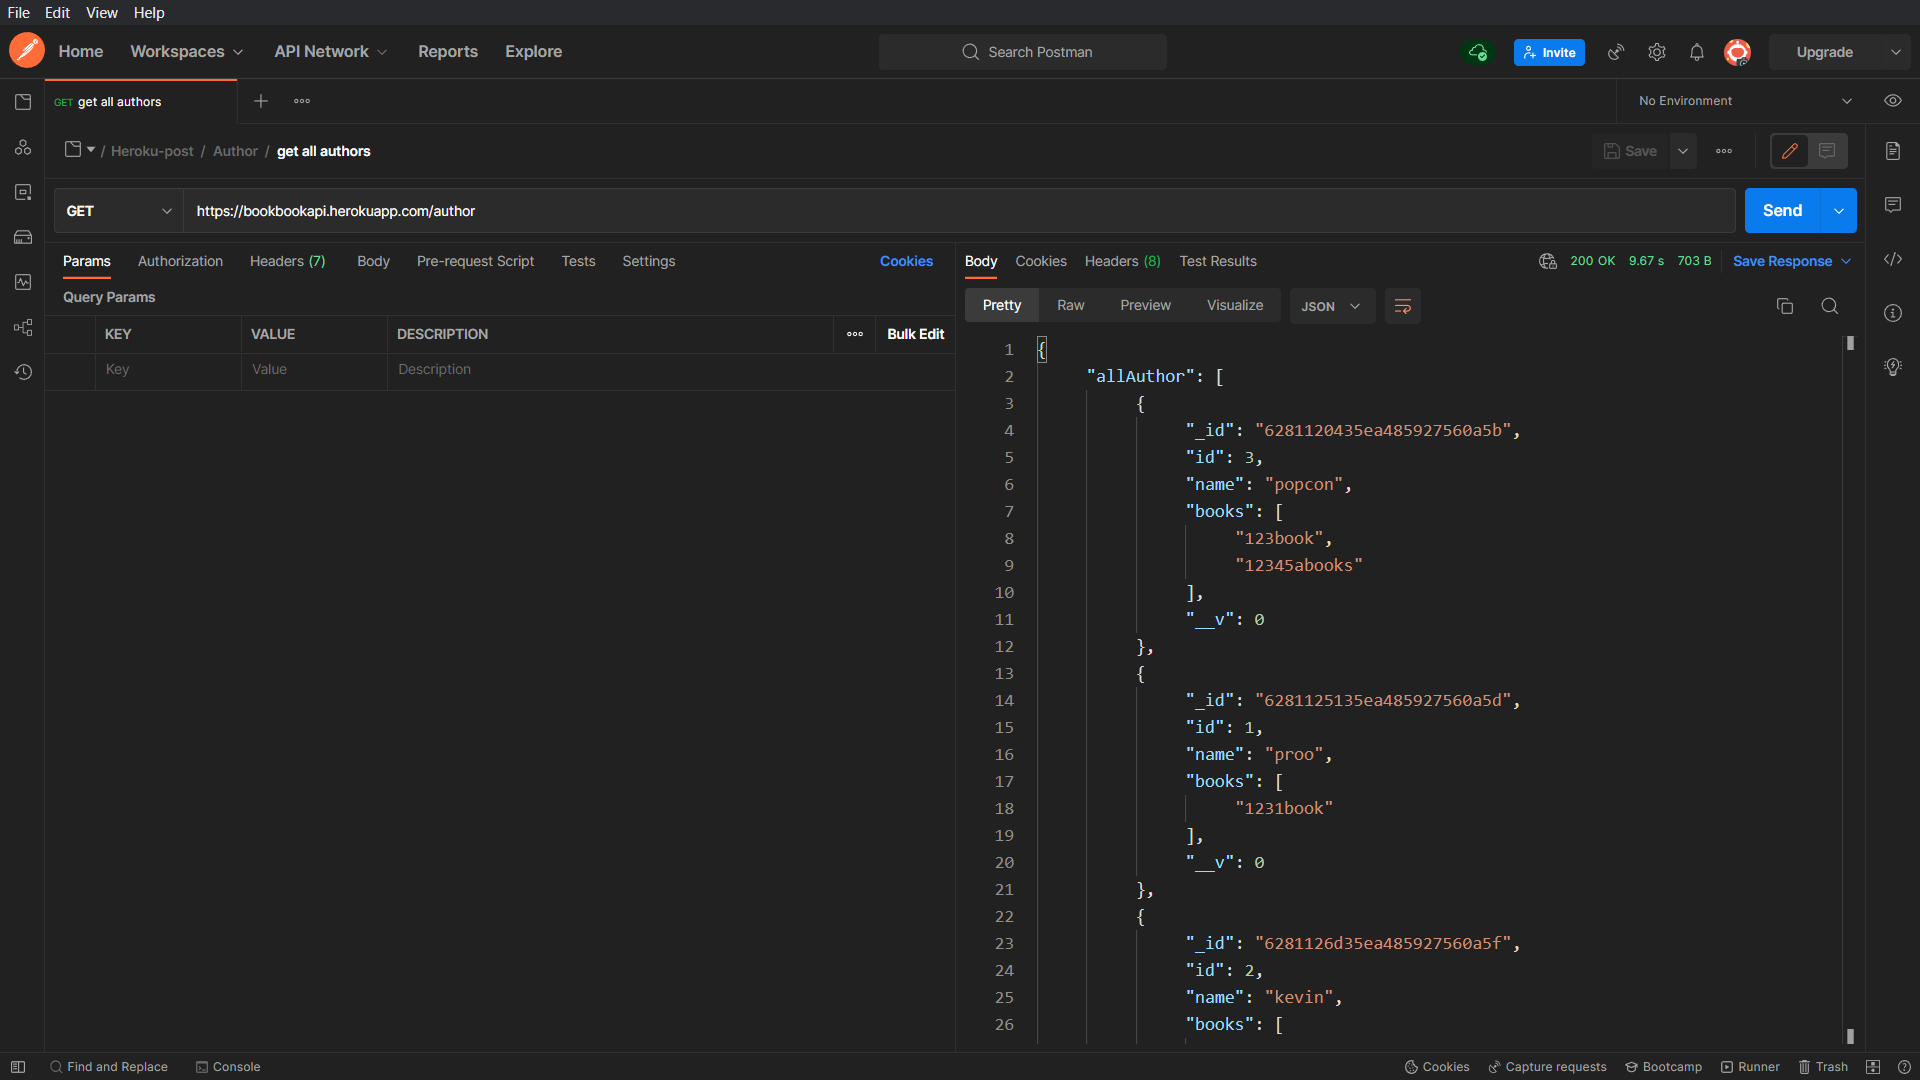 File Edit View Help
Home Workspaces API Network Reports Explore Search Postman Invite Upgrade
GET get all authors No Environment
/ Heroku-post / Author / get all authors Save
GET https://bookbookapi.herokuapp.com/author Send
Params Authorization Headers (7) Body Pre-request Script Tests Settings Cookies
Query Params
KEY VALUE DESCRIPTION Bulk Edit
Key Value Description
Body Cookies Headers (8) Test Results 200 OK 9.67 s 703 B Save Response
Pretty Raw Preview Visualize JSON
1 {
2 "allAuthor": [
3 {
4 "_id": "6281120435ea485927560a5b",
5 "id": 3,
6 "name": "popcon",
7 "books": [
8 "123book",
9 "12345abooks"
10 ],
11 "__v": 0
12 },
13 {
14 "_id": "6281125135ea485927560a5d",
15 "id": 1,
16 "name": "proo",
17 "books": [
18 "1231book"
19 ],
20 "__v": 0
21 },
22 {
23 "_id": "6281126d35ea485927560a5f",
24 "id": 2,
25 "name": "kevin",
26 "books": [
Find and Replace Console Cookies Capture requests Bootcamp Runner Trash